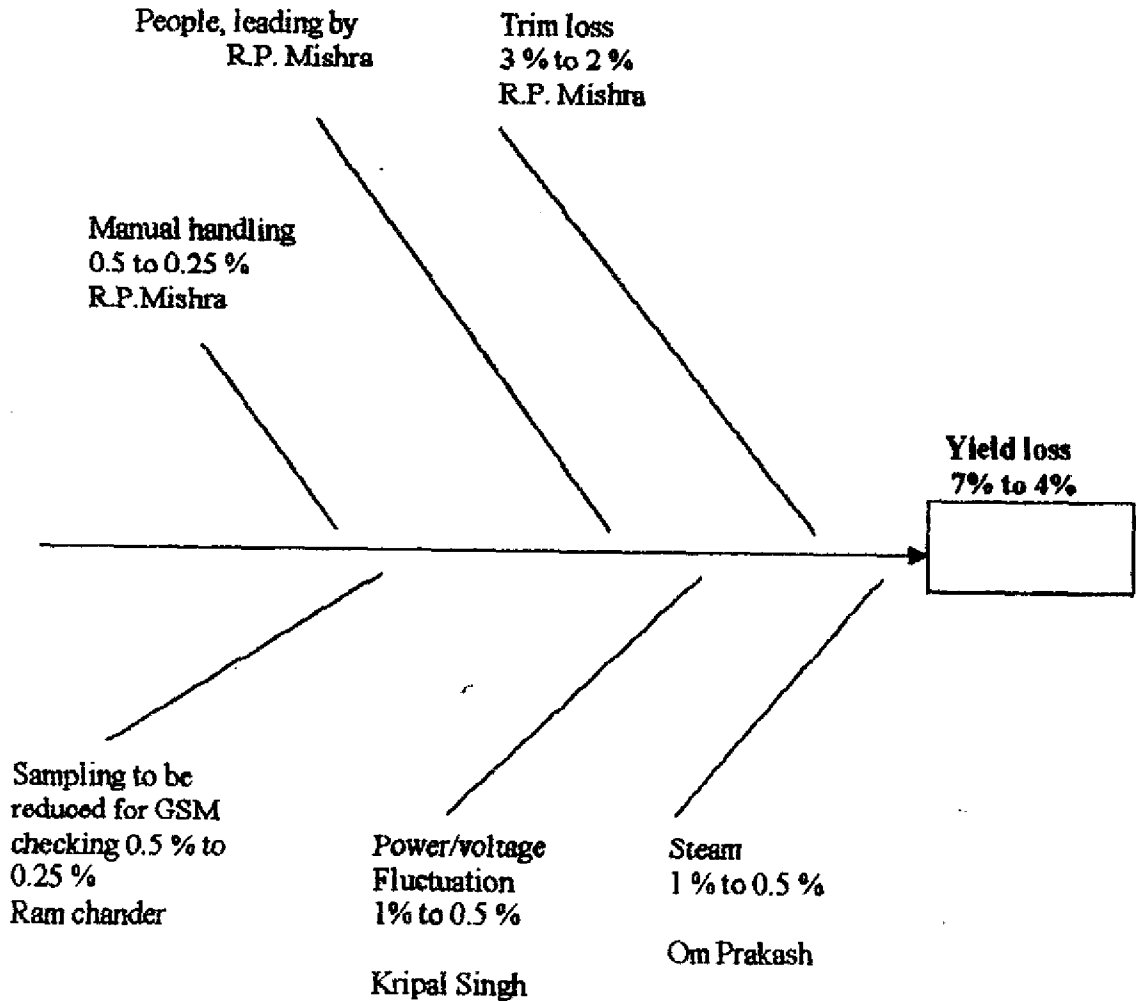 People, leading by
R.P. Mishra
Trim loss
3 % to 2 %
R.P. Mishra
Manual handling
0.5 to 0.25 %
R.P.Mishra
Yield loss
7% to 4%
Sampling to be
reduced for GSM
checking 0.5 % to
0.25 %
Ram chander
Power/voltage
Fluctuation
1% to 0.5 %
Kripal Singh
Steam
1 % to 0.5 %
Om Prakash